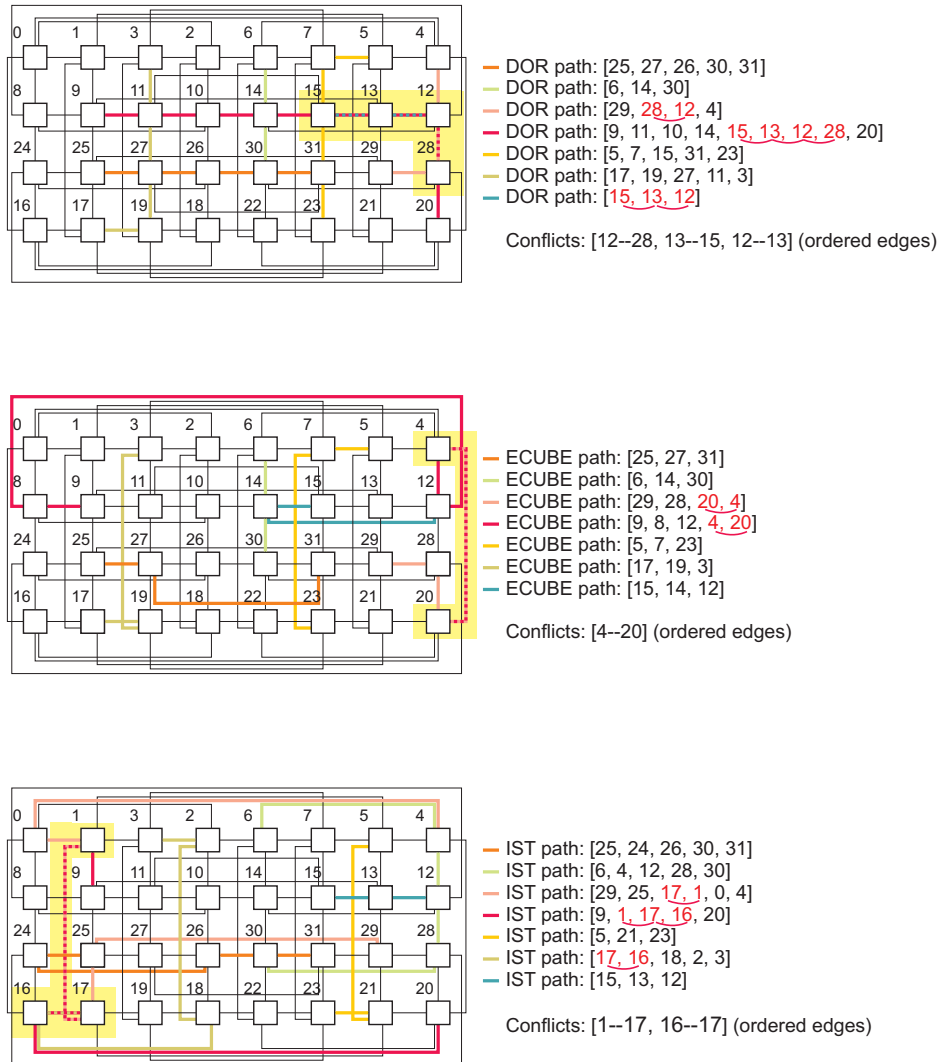 0 1 3 2 6 7 5 4
8 9 11 10 14 15 13 12
24 25 27 26 30 31 29 28
16 17 19 18 22 23 21 20
DOR path: [25, 27, 26, 30, 31]
DOR path: [6, 14, 30]
DOR path: [29, 28, 12, 4]
DOR path: [9, 11, 10, 14, 15, 13, 12, 28, 20]
DOR path: [5, 7, 15, 31, 23]
DOR path: [17, 19, 27, 11, 3]
DOR path: [15, 13, 12]
Conflicts: [12--28, 13--15, 12--13] (ordered edges)
0 1 3 2 6 7 5 4
8 9 11 10 14 15 13 12
24 25 27 26 30 31 29 28
16 17 19 18 22 23 21 20
ECUBE path: [25, 27, 31]
ECUBE path: [6, 14, 30]
ECUBE path: [29, 28, 20, 4]
ECUBE path: [9, 8, 12, 4, 20]
ECUBE path: [5, 7, 23]
ECUBE path: [17, 19, 3]
ECUBE path: [15, 14, 12]
Conflicts: [4--20] (ordered edges)
0 1 3 2 6 7 5 4
8 9 11 10 14 15 13 12
24 25 27 26 30 31 29 28
16 17 19 18 22 23 21 20
IST path: [25, 24, 26, 30, 31]
IST path: [6, 4, 12, 28, 30]
IST path: [29, 25, 17, 1, 0, 4]
IST path: [9, 1, 17, 16, 20]
IST path: [5, 21, 23]
IST path: [17, 16, 18, 2, 3]
IST path: [15, 13, 12]
Conflicts: [1--17, 16--17] (ordered edges)